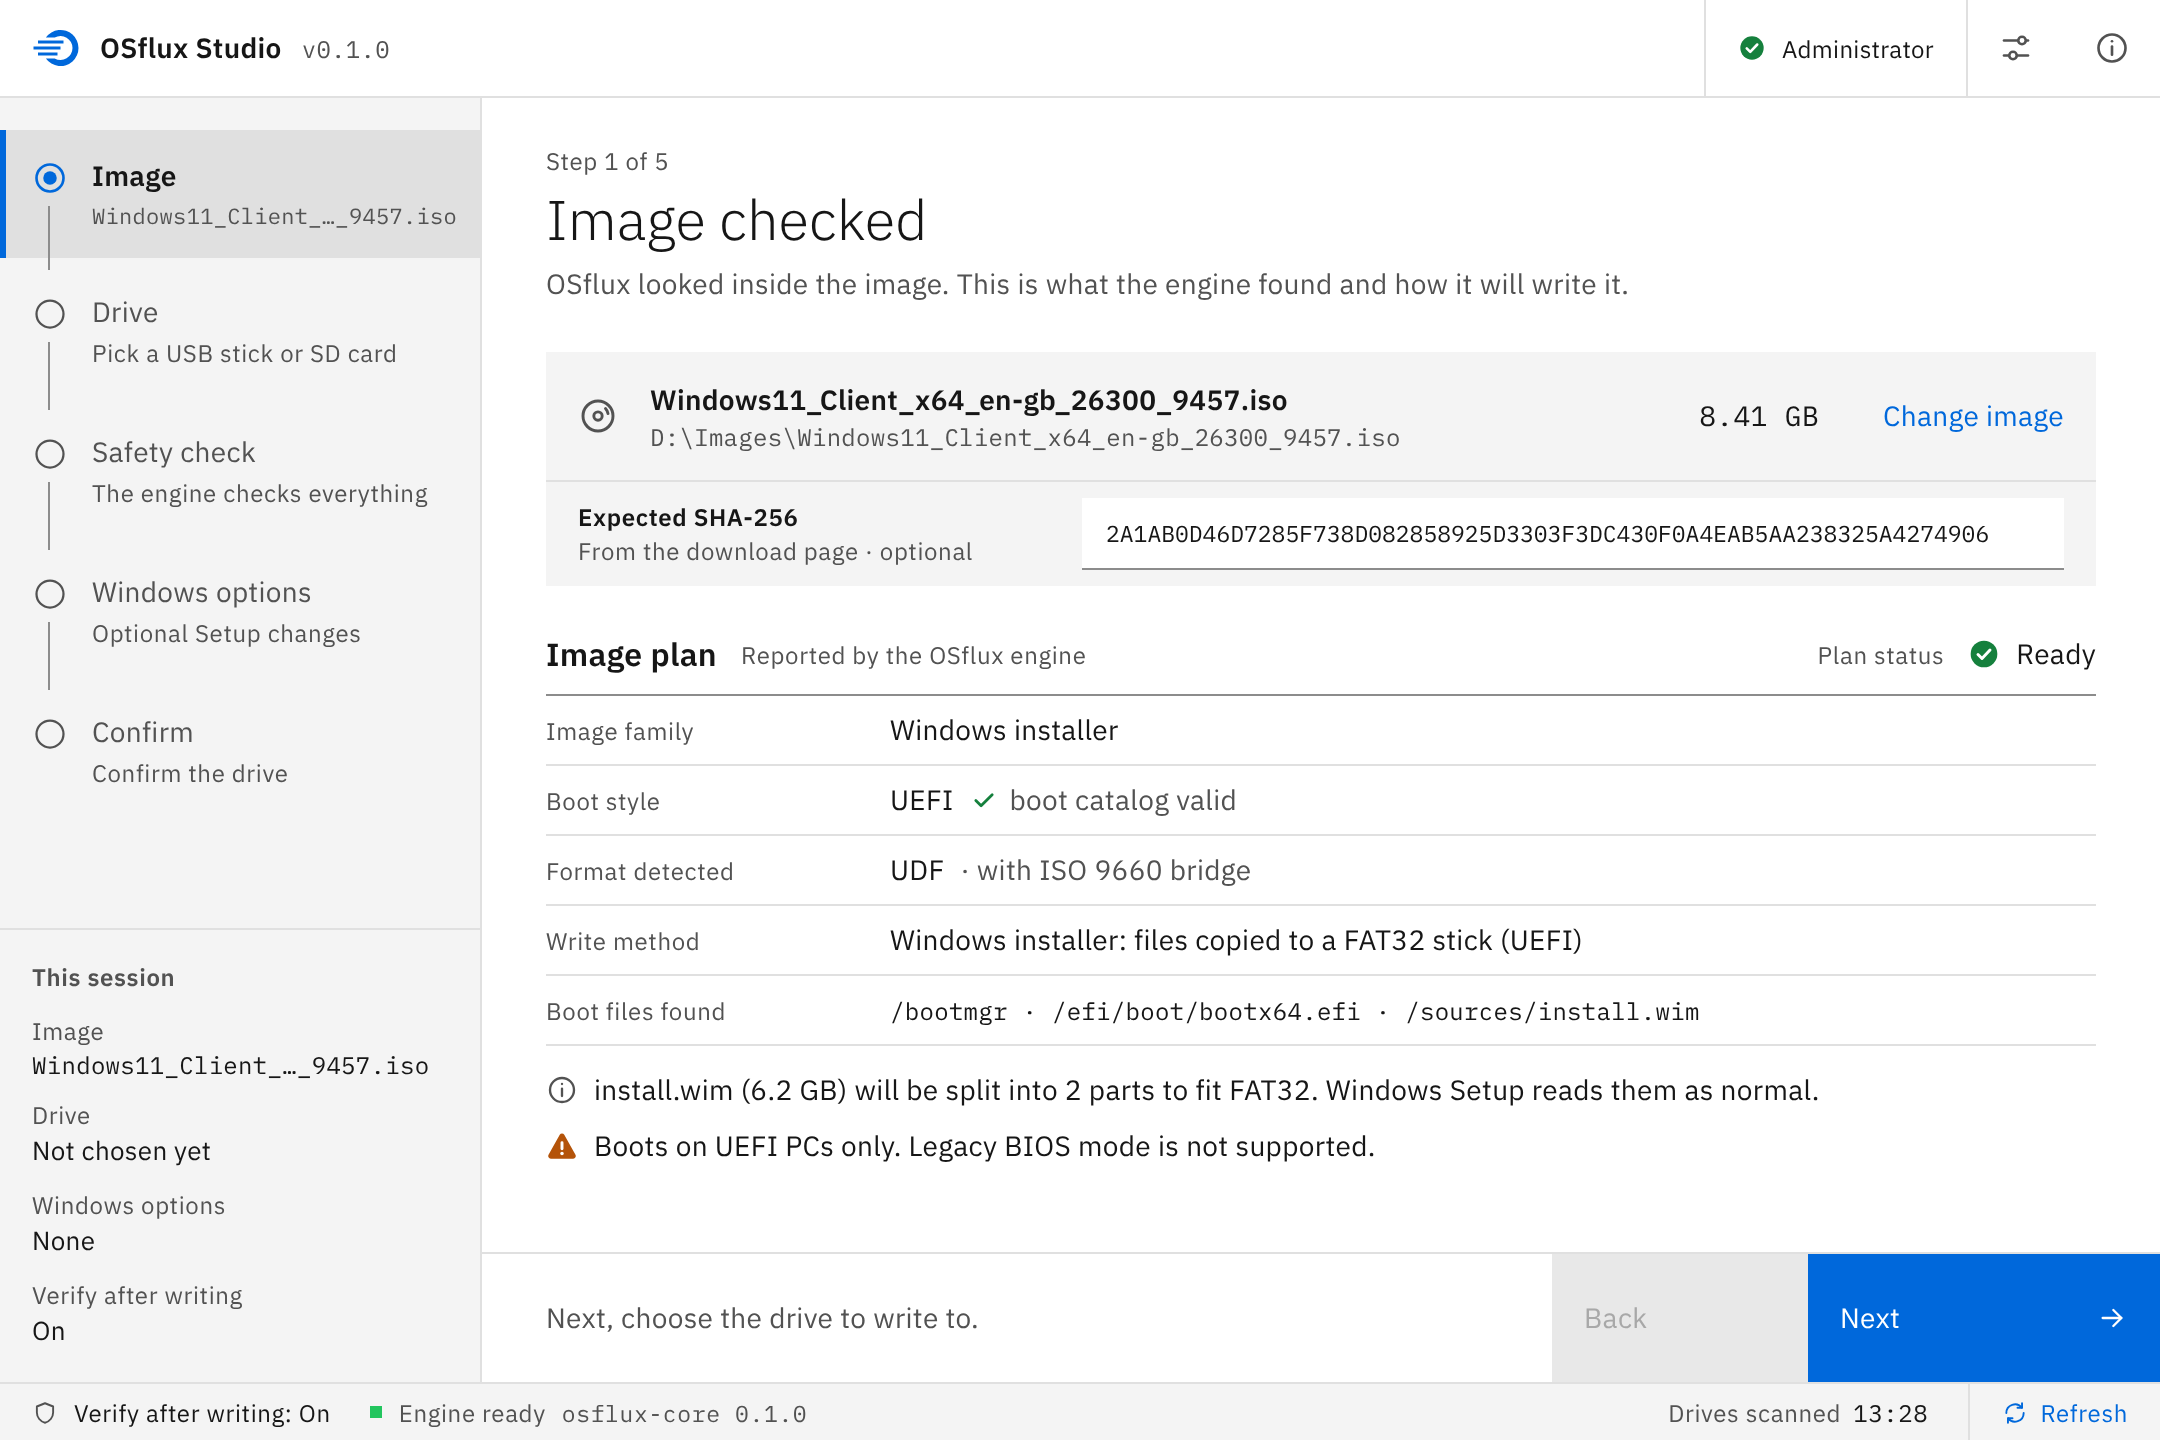 OSflux Studio v0.1.0
Administrator
Image
Windows11_Client_…_9457.iso
Drive
Pick a USB stick or SD card
Safety check
The engine checks everything
Windows options
Optional Setup changes
Confirm
Confirm the drive
This session
Image
Windows11_Client_…_9457.iso
Drive
Not chosen yet
Windows options
None
Verify after writing
On
Step 1 of 5
Image checked
OSflux looked inside the image. This is what the engine found and how it will write it.
Windows11_Client_x64_en-gb_26300_9457.iso
D:\Images\Windows11_Client_x64_en-gb_26300_9457.iso
8.41 GB
Change image
Expected SHA-256
From the download page · optional
2A1AB0D46D7285F738D082858925D3303F3DC430F0A4EAB5AA238325A4274906
Image plan Reported by the OSflux engine
Plan status Ready
Image family Windows installer
Boot style UEFI boot catalog valid
Format detected UDF · with ISO 9660 bridge
Write method Windows installer: files copied to a FAT32 stick (UEFI)
Boot files found /bootmgr · /efi/boot/bootx64.efi · /sources/install.wim
install.wim (6.2 GB) will be split into 2 parts to fit FAT32. Windows Setup reads them as normal.
Boots on UEFI PCs only. Legacy BIOS mode is not supported.
Next, choose the drive to write to.
Back
Next
Verify after writing: On
Engine ready osflux-core 0.1.0
Drives scanned 13:28
Refresh